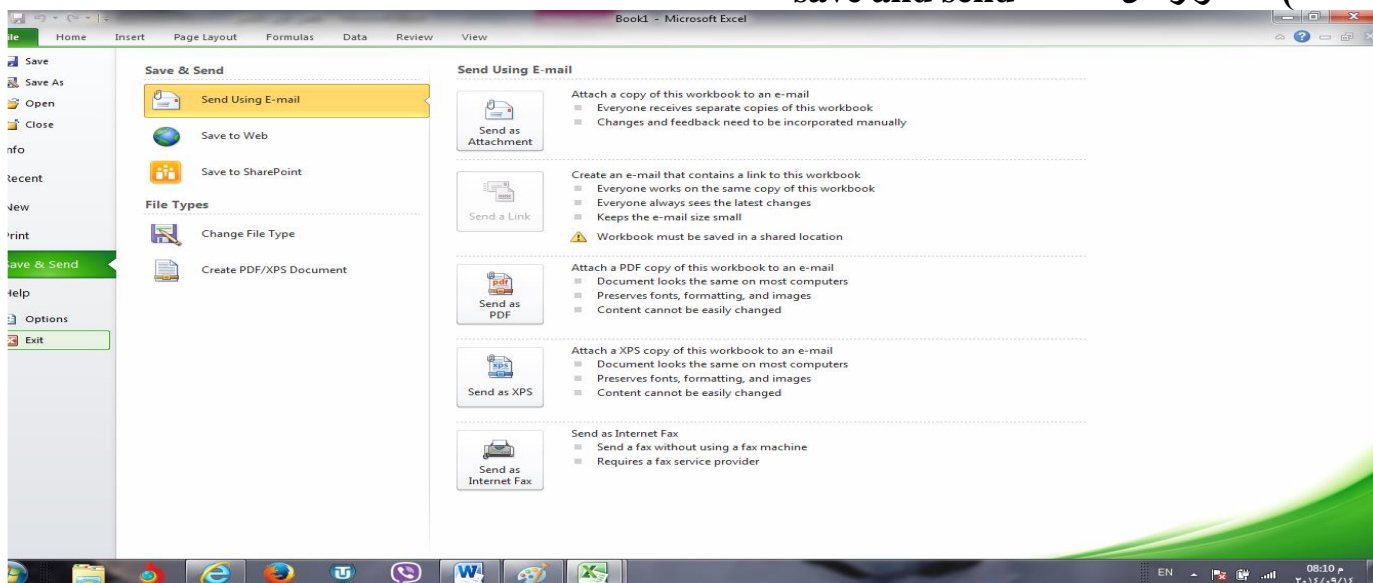 save and send
Book1 - Microsoft Excel
Home Insert Page Layout Formulas Data Review View
Save
Save As
Open
Close
nfo
Recent
New
Print
Save & Send
Help
Options
Exit
Save & Send
Send Using E-mail
Save to Web
Save to SharePoint
File Types
Change File Type
Create PDF/XPS Document
Send Using E-mail
Send as
Attachment
Attach a copy of this workbook to an e-mail
Everyone receives separate copies of this workbook
Changes and feedback need to be incorporated manually
Send a Link
Create an e-mail that contains a link to this workbook
Everyone works on the same copy of this workbook
Everyone always sees the latest changes
Keeps the e-mail size small
Workbook must be saved in a shared location
Send as
PDF
Attach a PDF copy of this workbook to an e-mail
Document looks the same on most computers
Preserves fonts, formatting, and images
Content cannot be easily changed
Send as XPS
Attach a XPS copy of this workbook to an e-mail
Document looks the same on most computers
Preserves fonts, formatting, and images
Content cannot be easily changed
Send as
Internet Fax
Send as Internet Fax
Send a fax without using a fax machine
Requires a fax service provider
EN
08:10 م
٢٠١٤/٠٩/١٤